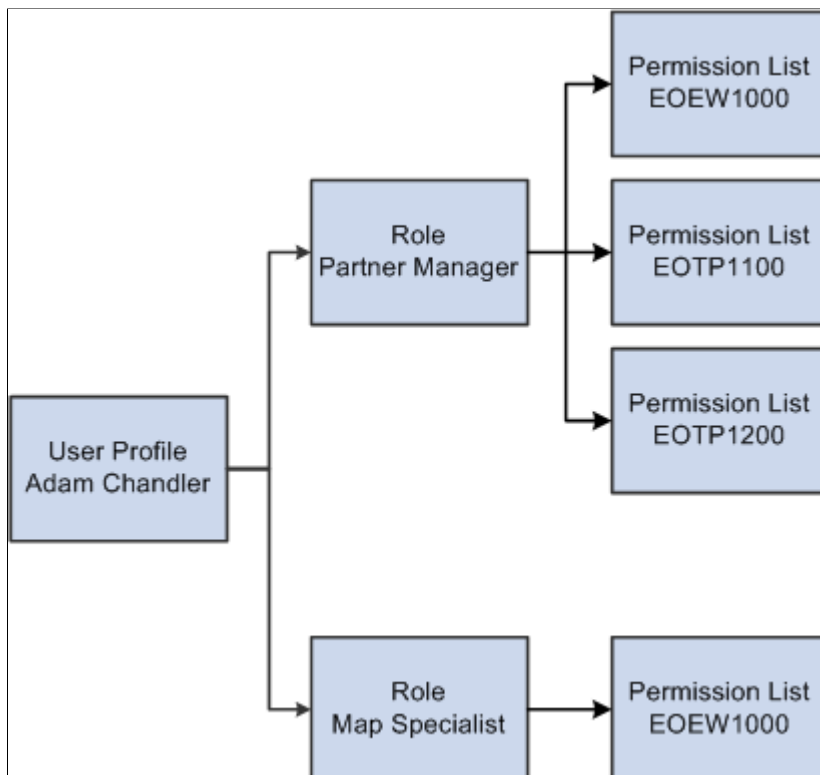 Permission List
EOEW1000
Role
Partner Manager
Permission List
EOTP1100
Permission List
EOTP1200
User Profile
Adam Chandler
Role
Map Specialist
Permission List
EOEW1000